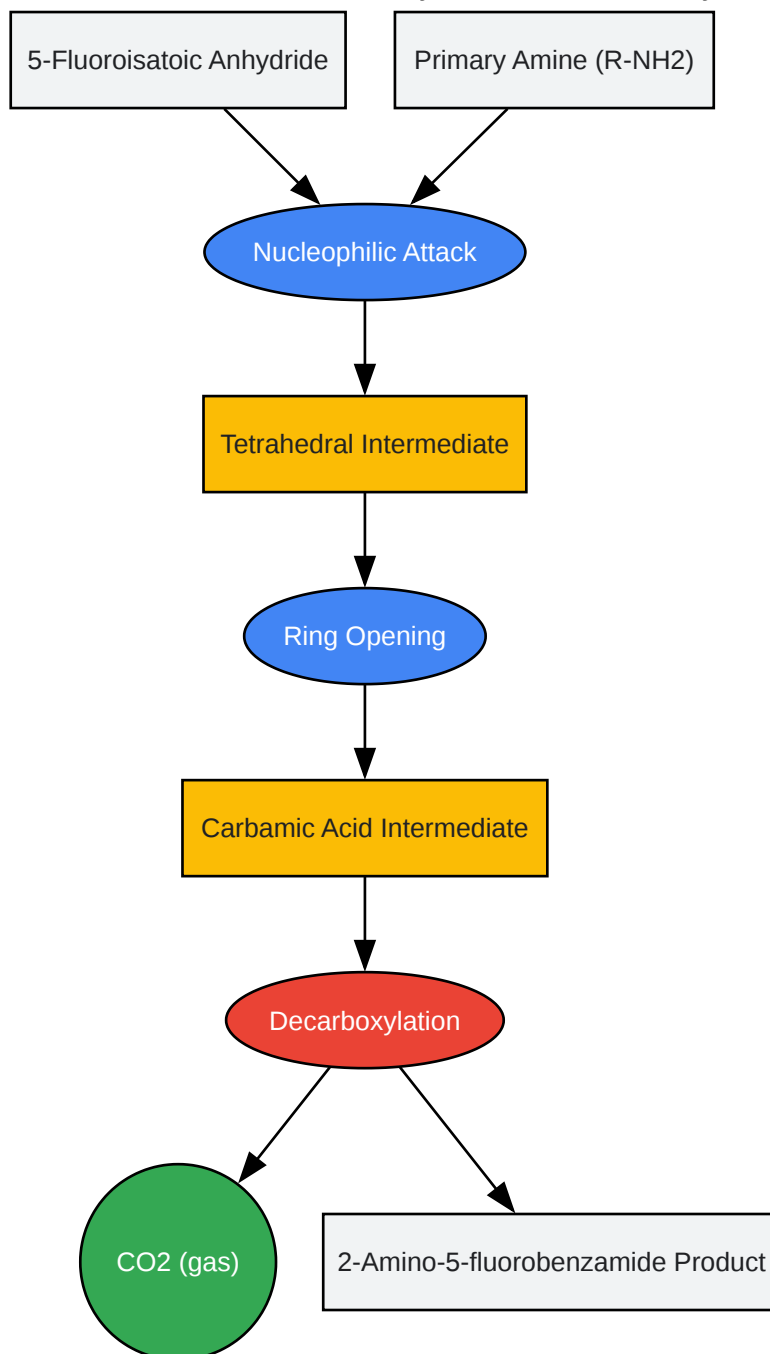 5-Fluoroisatoic Anhydride
Primary Amine (R-NH2)
Nucleophilic Attack
Tetrahedral Intermediate
Ring Opening
Carbamic Acid Intermediate
Decarboxylation
CO2 (gas)
2-Amino-5-fluorobenzamide Product